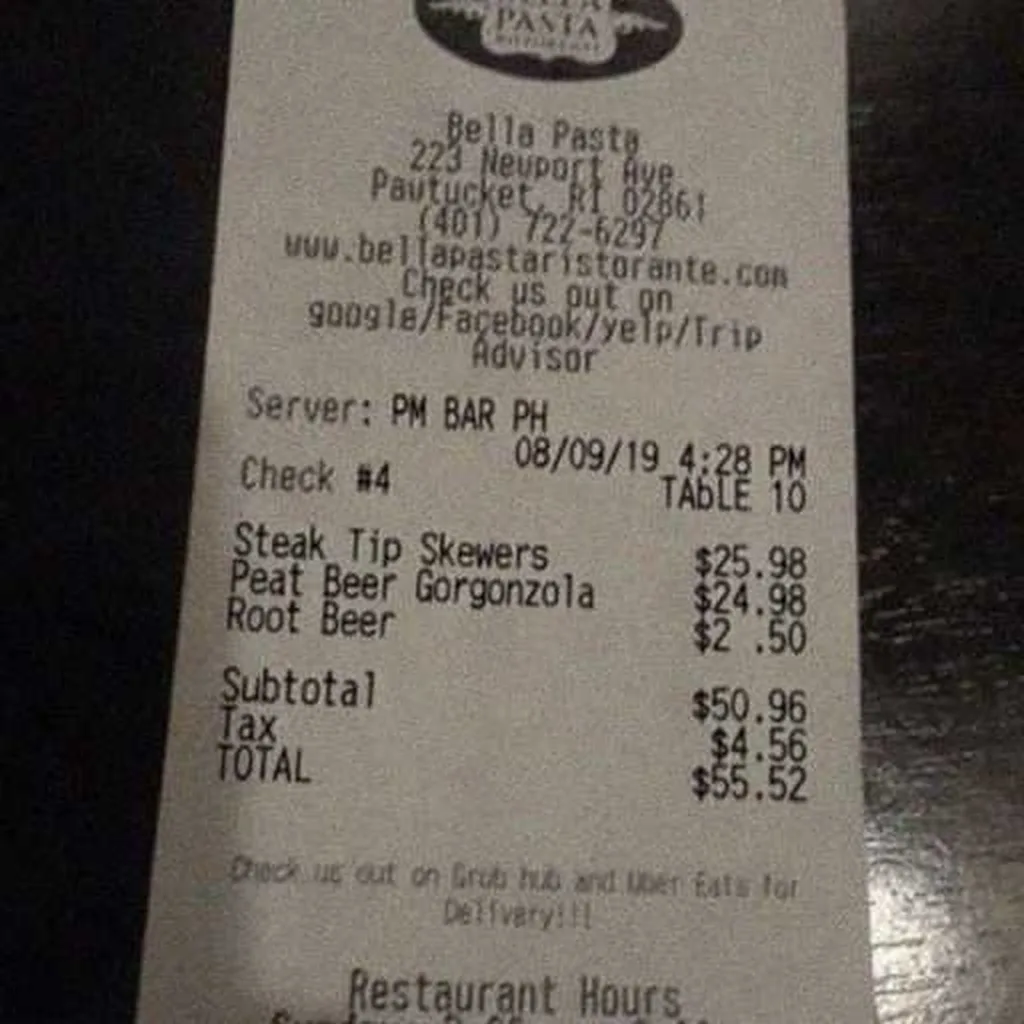 PASTA
Bella Pasta
223 Newport Ave
Pawtucket, RI 02861
(401) 722-6297
www.bellapastaristorante.com
Check us out on
google/Facebook/yelp/Trip
Advisor
Server: PM BAR PH
08/09/19 4:28 PM
Check #4
TAbLE 10
Steak Tip Skewers $25.98
Peat Beer Gorgonzola $24.98
Root Beer $2 .50
Subtotal $50.96
Tax $4.56
TOTAL $55.52
Check us out on Grub hub and Uber Eats for
Delivery!!!
Restaurant Hours